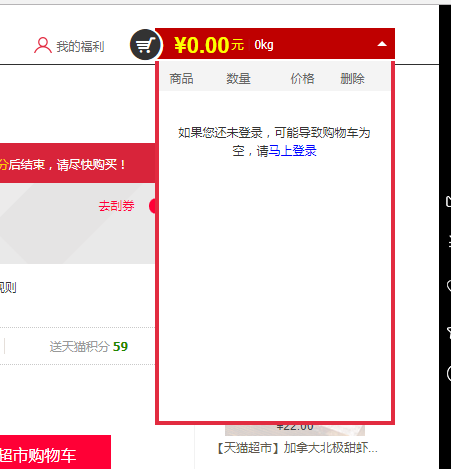 我的福利
¥0.00元 0kg
商品 数量 价格 删除
如果您还未登录，可能导致购物车为
空，请马上登录
分后结束，请尽快购买！
去刮券
规则
送天猫积分 59
¥22.00
【天猫超市】加拿大北极甜虾...
超市购物车